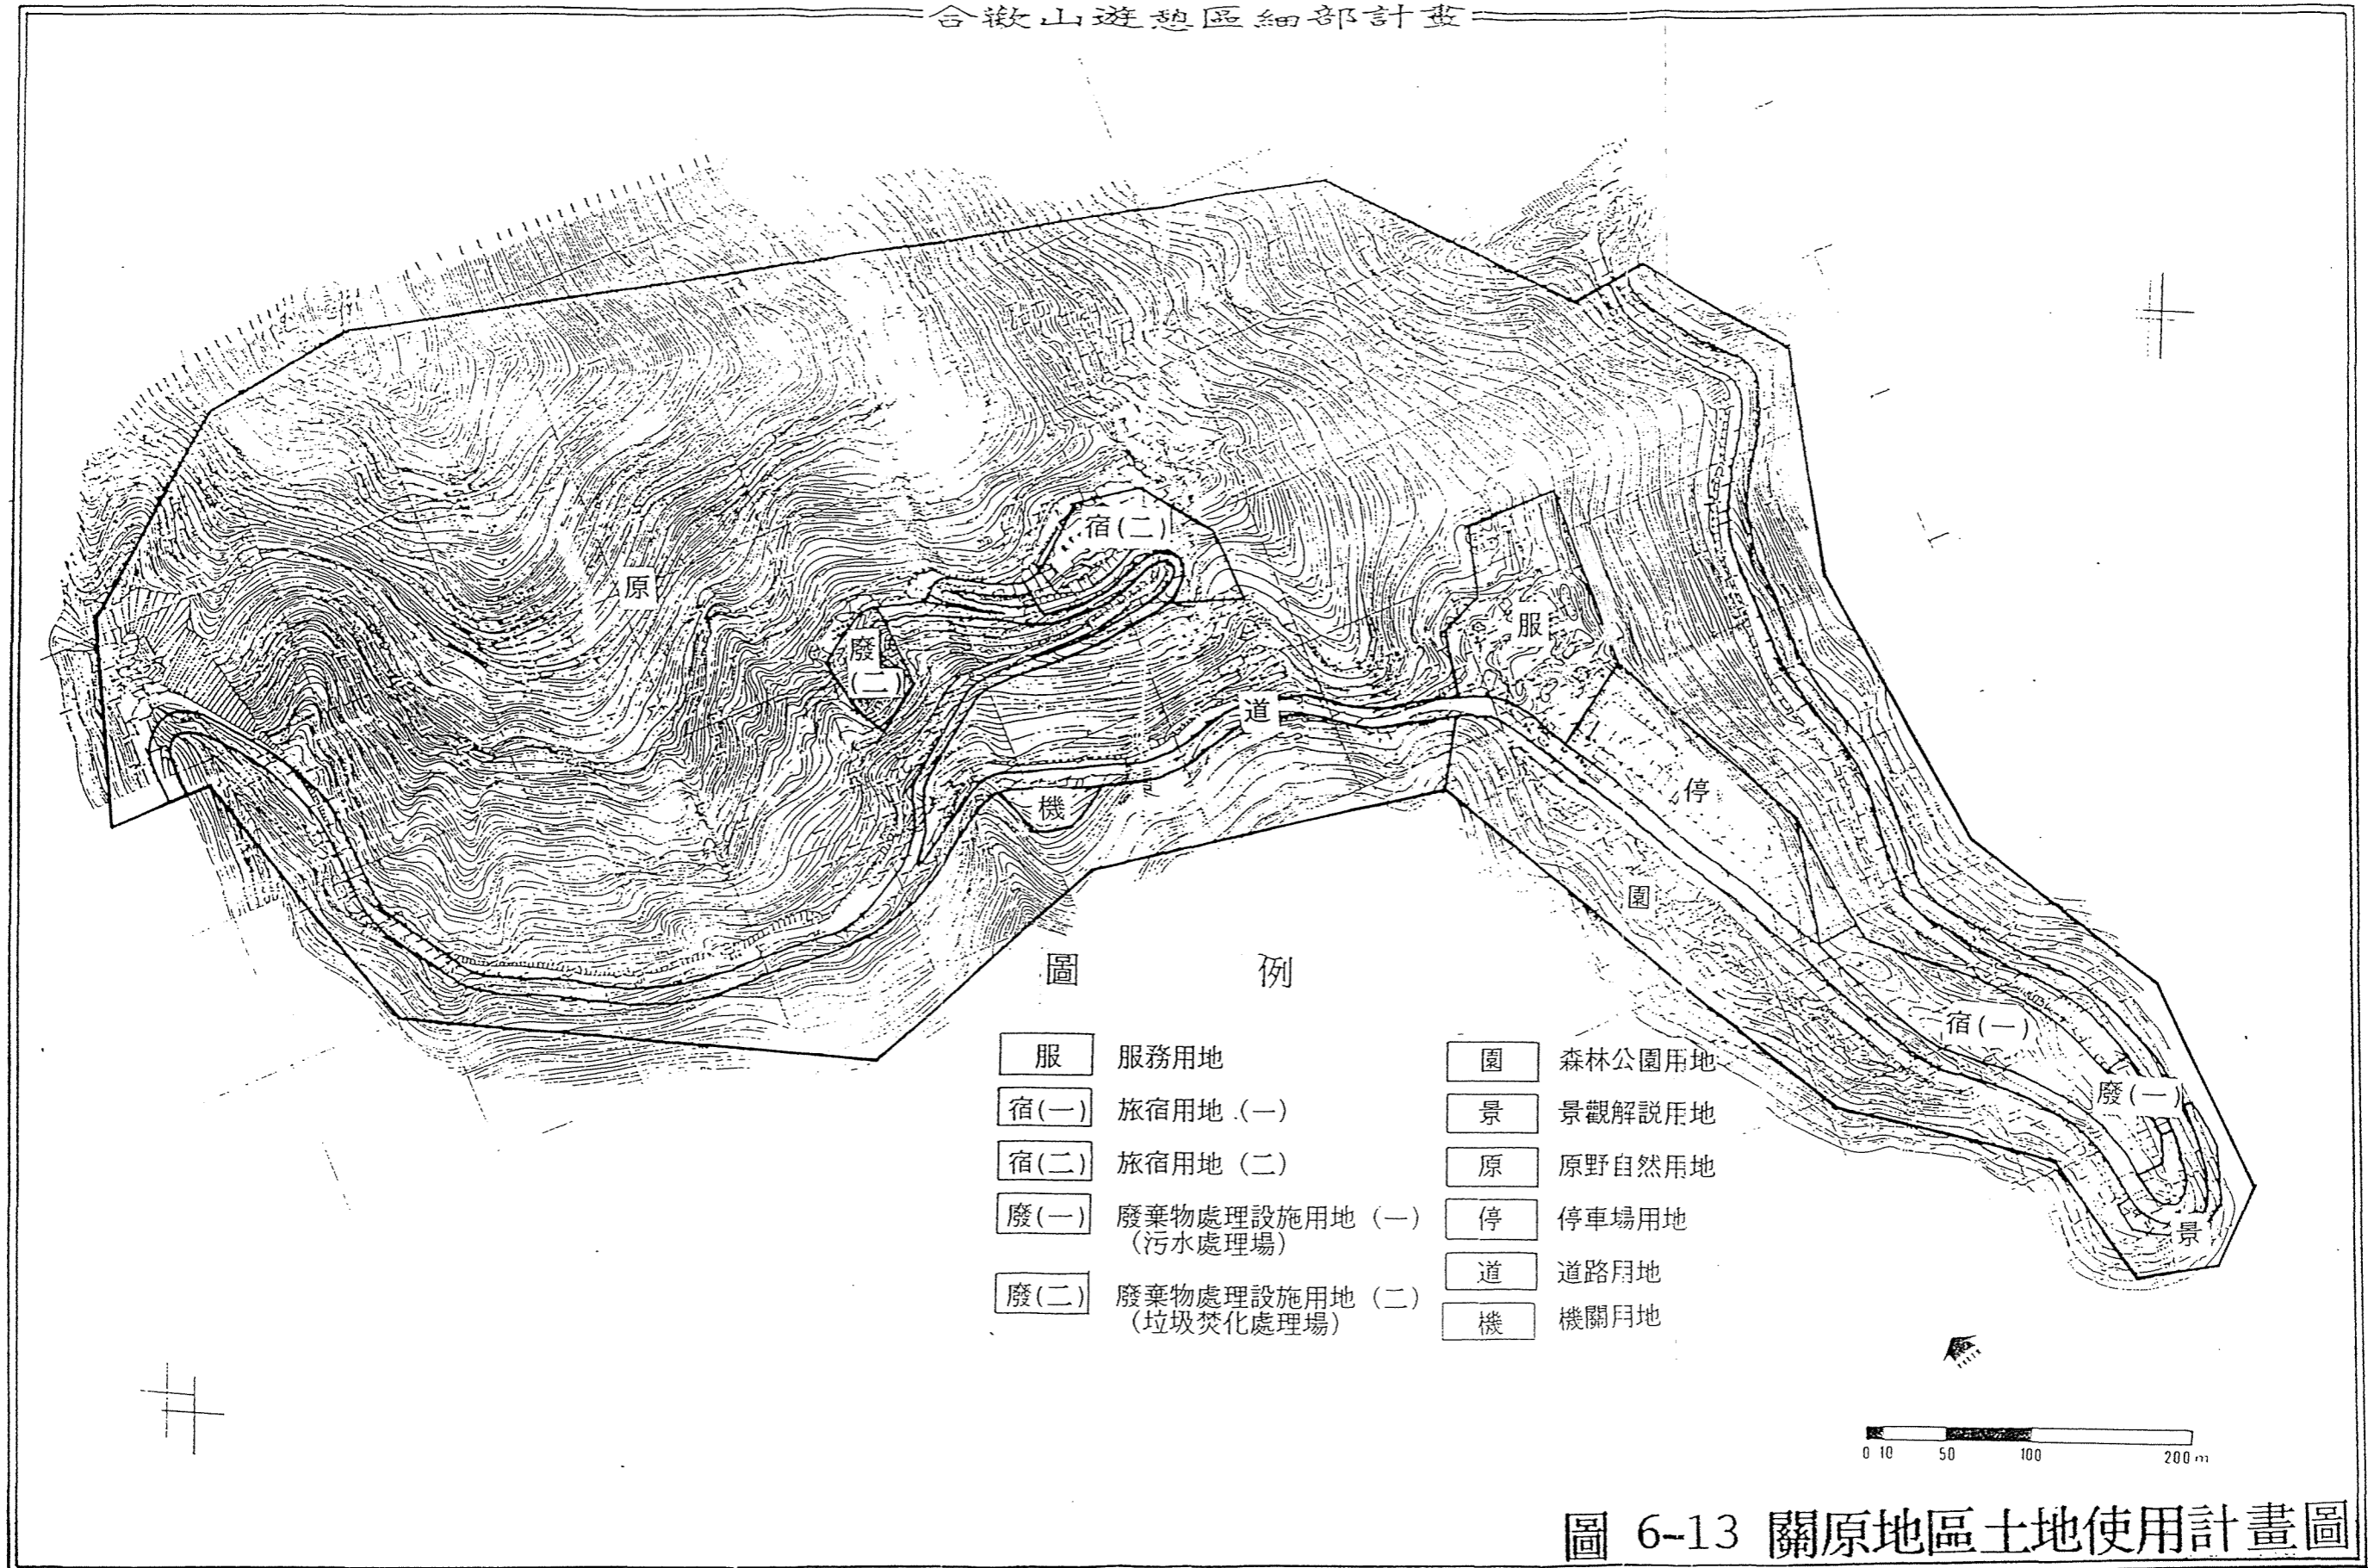 合歡山遊憩區細部計畫
宿(二)
原
服
廢
(二)
道
停
機
園
宿(一)
廢(一)
景
圖 例
服 服務用地
宿(一) 旅宿用地(一)
宿(二) 旅宿用地(二)
廢(一) 廢棄物處理設施用地(一)
(污水處理場)
廢(二) 廢棄物處理設施用地(二)
(垃圾焚化處理場)
園 森林公園用地
景 景觀解說用地
原 原野自然用地
停 停車場用地
道 道路用地
機 機關用地
0 10 50 100 200m
圖 6-13 關原地區土地使用計畫圖